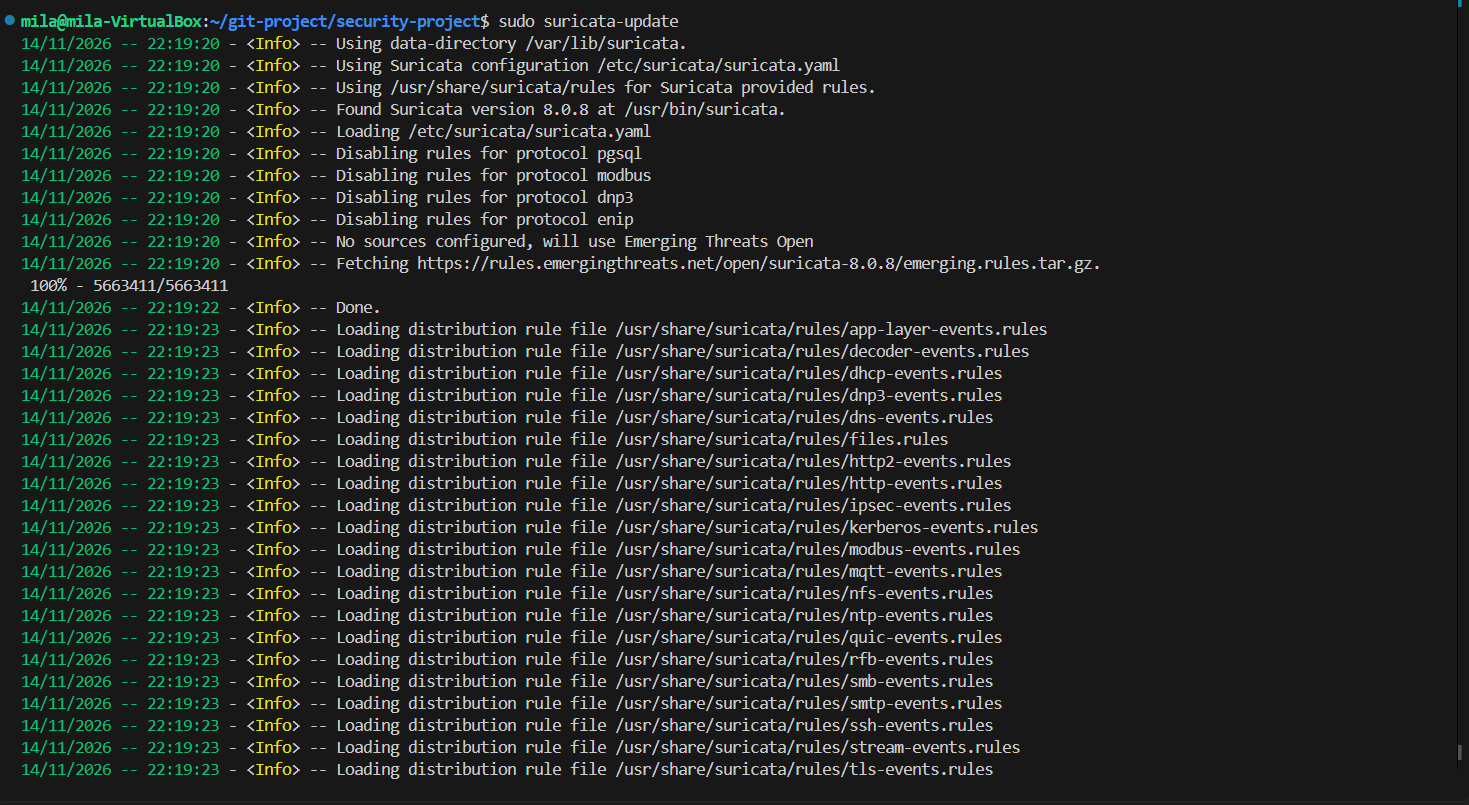 mila@mila-VirtualBox:~/git-project/security-project$ sudo suricata-update
14/11/2026 -- 22:19:20 - <Info> -- Using data-directory /var/lib/suricata.
14/11/2026 -- 22:19:20 - <Info> -- Using Suricata configuration /etc/suricata/suricata.yaml
14/11/2026 -- 22:19:20 - <Info> -- Using /usr/share/suricata/rules for Suricata provided rules.
14/11/2026 -- 22:19:20 - <Info> -- Found Suricata version 8.0.8 at /usr/bin/suricata.
14/11/2026 -- 22:19:20 - <Info> -- Loading /etc/suricata/suricata.yaml
14/11/2026 -- 22:19:20 - <Info> -- Disabling rules for protocol pgsql
14/11/2026 -- 22:19:20 - <Info> -- Disabling rules for protocol modbus
14/11/2026 -- 22:19:20 - <Info> -- Disabling rules for protocol dnp3
14/11/2026 -- 22:19:20 - <Info> -- Disabling rules for protocol enip
14/11/2026 -- 22:19:20 - <Info> -- No sources configured, will use Emerging Threats Open
14/11/2026 -- 22:19:20 - <Info> -- Fetching https://rules.emergingthreats.net/open/suricata-8.0.8/emerging.rules.tar.gz.
100% - 5663411/5663411
14/11/2026 -- 22:19:22 - <Info> -- Done.
14/11/2026 -- 22:19:23 - <Info> -- Loading distribution rule file /usr/share/suricata/rules/app-layer-events.rules
14/11/2026 -- 22:19:23 - <Info> -- Loading distribution rule file /usr/share/suricata/rules/decoder-events.rules
14/11/2026 -- 22:19:23 - <Info> -- Loading distribution rule file /usr/share/suricata/rules/dhcp-events.rules
14/11/2026 -- 22:19:23 - <Info> -- Loading distribution rule file /usr/share/suricata/rules/dnp3-events.rules
14/11/2026 -- 22:19:23 - <Info> -- Loading distribution rule file /usr/share/suricata/rules/dns-events.rules
14/11/2026 -- 22:19:23 - <Info> -- Loading distribution rule file /usr/share/suricata/rules/files.rules
14/11/2026 -- 22:19:23 - <Info> -- Loading distribution rule file /usr/share/suricata/rules/http2-events.rules
14/11/2026 -- 22:19:23 - <Info> -- Loading distribution rule file /usr/share/suricata/rules/http-events.rules
14/11/2026 -- 22:19:23 - <Info> -- Loading distribution rule file /usr/share/suricata/rules/ipsec-events.rules
14/11/2026 -- 22:19:23 - <Info> -- Loading distribution rule file /usr/share/suricata/rules/kerberos-events.rules
14/11/2026 -- 22:19:23 - <Info> -- Loading distribution rule file /usr/share/suricata/rules/modbus-events.rules
14/11/2026 -- 22:19:23 - <Info> -- Loading distribution rule file /usr/share/suricata/rules/mqtt-events.rules
14/11/2026 -- 22:19:23 - <Info> -- Loading distribution rule file /usr/share/suricata/rules/nfs-events.rules
14/11/2026 -- 22:19:23 - <Info> -- Loading distribution rule file /usr/share/suricata/rules/ntp-events.rules
14/11/2026 -- 22:19:23 - <Info> -- Loading distribution rule file /usr/share/suricata/rules/quic-events.rules
14/11/2026 -- 22:19:23 - <Info> -- Loading distribution rule file /usr/share/suricata/rules/rfb-events.rules
14/11/2026 -- 22:19:23 - <Info> -- Loading distribution rule file /usr/share/suricata/rules/smb-events.rules
14/11/2026 -- 22:19:23 - <Info> -- Loading distribution rule file /usr/share/suricata/rules/smtp-events.rules
14/11/2026 -- 22:19:23 - <Info> -- Loading distribution rule file /usr/share/suricata/rules/ssh-events.rules
14/11/2026 -- 22:19:23 - <Info> -- Loading distribution rule file /usr/share/suricata/rules/stream-events.rules
14/11/2026 -- 22:19:23 - <Info> -- Loading distribution rule file /usr/share/suricata/rules/tls-events.rules